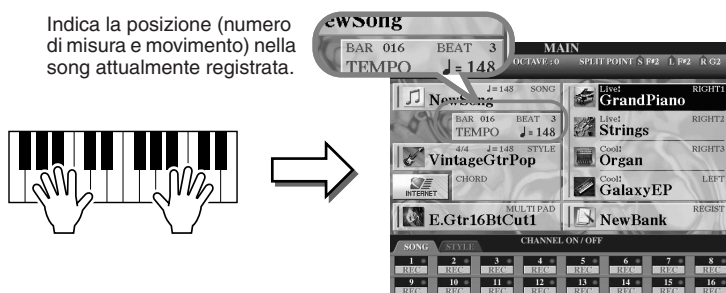 Indica la posizione (numero
di misura e movimento) nella
song attualmente registrata.
ewSong
BAR 016 BEAT 3
TEMPO ♩= 148
MAIN
OCTAVE : 0 SPLIT POINT S F#2 L F#2 R G2
♩= 148 SONG
NewSong
BAR 016 BEAT 3
TEMPO ♩= 148
4/4 ♩= 148 STYLE
VintageGtrPop
INTERNET
CHORD
MULTI PAD
E.Gtr16BtCut1
Live! RIGHT1
GrandPiano
Live! RIGHT2
Strings
Cool! RIGHT3
Organ
Cool! LEFT
GalaxyEP
REGIST
NewBank
SONG STYLE CHANNEL ON / OFF
1 2 3 4 5 6 7 8
REC REC REC REC REC REC REC REC
9 10 11 12 13 14 15 16
REC REC REC REC REC REC REC REC